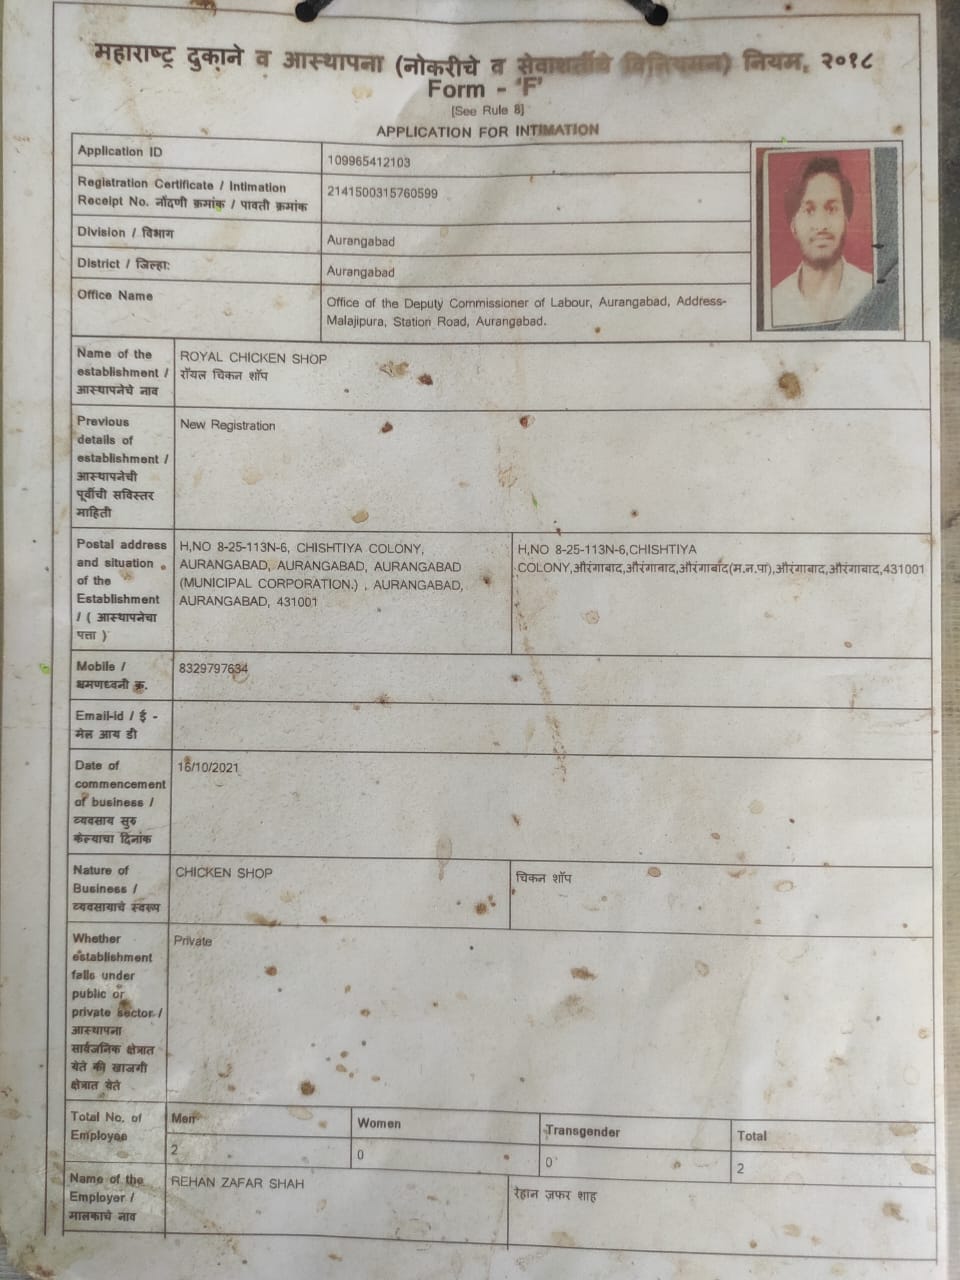 महाराष्ट्र दुकाने व आस्थापना (नोकरीचे व सेवाशर्तीचे विनियमन) नियम, २०१८
Form - 'F'
[See Rule 8]
APPLICATION FOR INTIMATION
Application ID
109965412103
Registration Certificate / Intimation
Receipt No. नोंदणी क्रमांक / पावती क्रमांक
2141500315760599
Division / विभाग
Aurangabad
District / जिल्हा:
Aurangabad
Office Name
Office of the Deputy Commissioner of Labour, Aurangabad, Address-
Malajipura, Station Road, Aurangabad.
Name of the
establishment /
आस्थापनेचे नाव
ROYAL CHICKEN SHOP
रॉयल चिकन शॉप
Previous
details of
establishment /
आस्थापनेची
पूर्वीची सविस्तर
माहिती
New Registration
Postal address
and situation
of the
Establishment
/ ( आस्थापनेचा
पत्ता )
H,NO 8-25-113N-6, CHISHTIYA COLONY,
AURANGABAD, AURANGABAD, AURANGABAD
(MUNICIPAL CORPORATION.) , AURANGABAD,
AURANGABAD, 431001
H,NO 8-25-113N-6,CHISHTIYA
COLONY,औरंगाबाद,औरंगाबाद,औरंगाबाद(म.न.पा),औरंगाबाद,औरंगाबाद,431001
Mobile /
भ्रमणध्वनी क्र.
8329797634
Email-id / ई -
मेल आय डी
Date of
commencement
of business /
व्यवसाय सुरु
केल्याचा दिनांक
16/10/2021
Nature of
Business /
व्यवसायाचे स्वरूप
CHICKEN SHOP
चिकन शॉप
Whether
establishment
falls under
public or
private sector /
आस्थापना
सार्वजनिक क्षेत्रात
येते की खाजगी
क्षेत्रात येते
Private
Total No. of
Employee
Men
Women
Transgender
Total
2
0
0
2
Name of the
Employer /
मालकाचे नाव
REHAN ZAFAR SHAH
रेहान ज़फर शाह